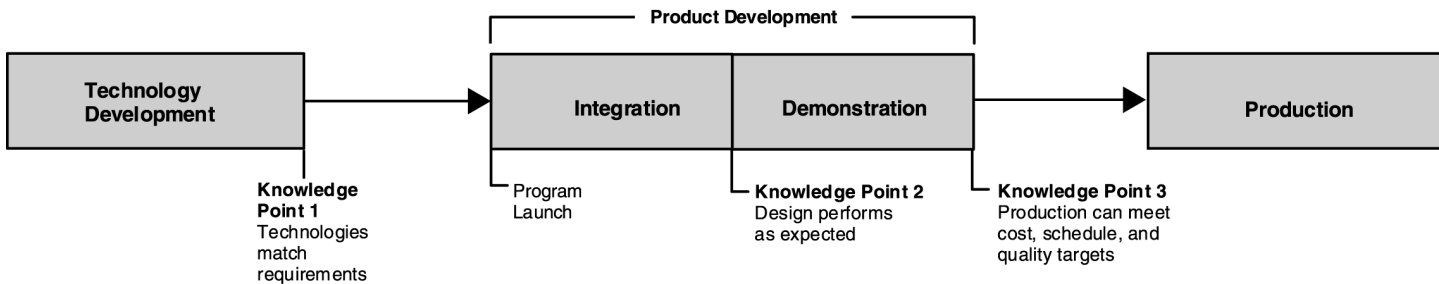 Product Development
Technology
Development
Integration
Demonstration
Production
Knowledge
Point 1
Technologies
match
requirements
Program
Launch
Knowledge Point 2
Design performs
as expected
Knowledge Point 3
Production can meet
cost, schedule, and
quality targets